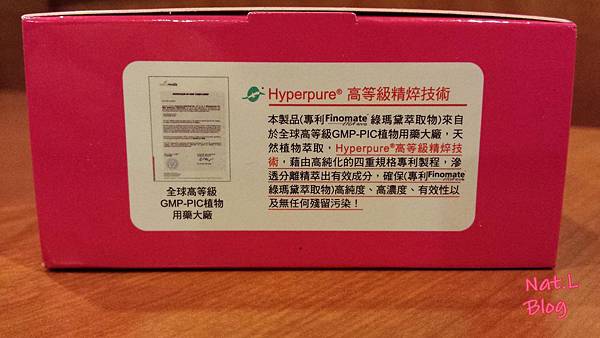 Hyperpure® 高等級精焠技術
本製品(專利Finomate 綠瑪黛萃取物)來自
於全球高等級GMP-PIC植物用藥大廠，天
然植物萃取，Hyperpure®高等級精焠技
術，藉由高純化的四重規格專利製程，滲
透分離精萃出有效成分，確保(專利Finomate
綠瑪黛萃取物)高純度、高濃度、有效性以
及無任何殘留污染！
全球高等級
GMP-PIC植物
用藥大廠
Nat.L
Blog